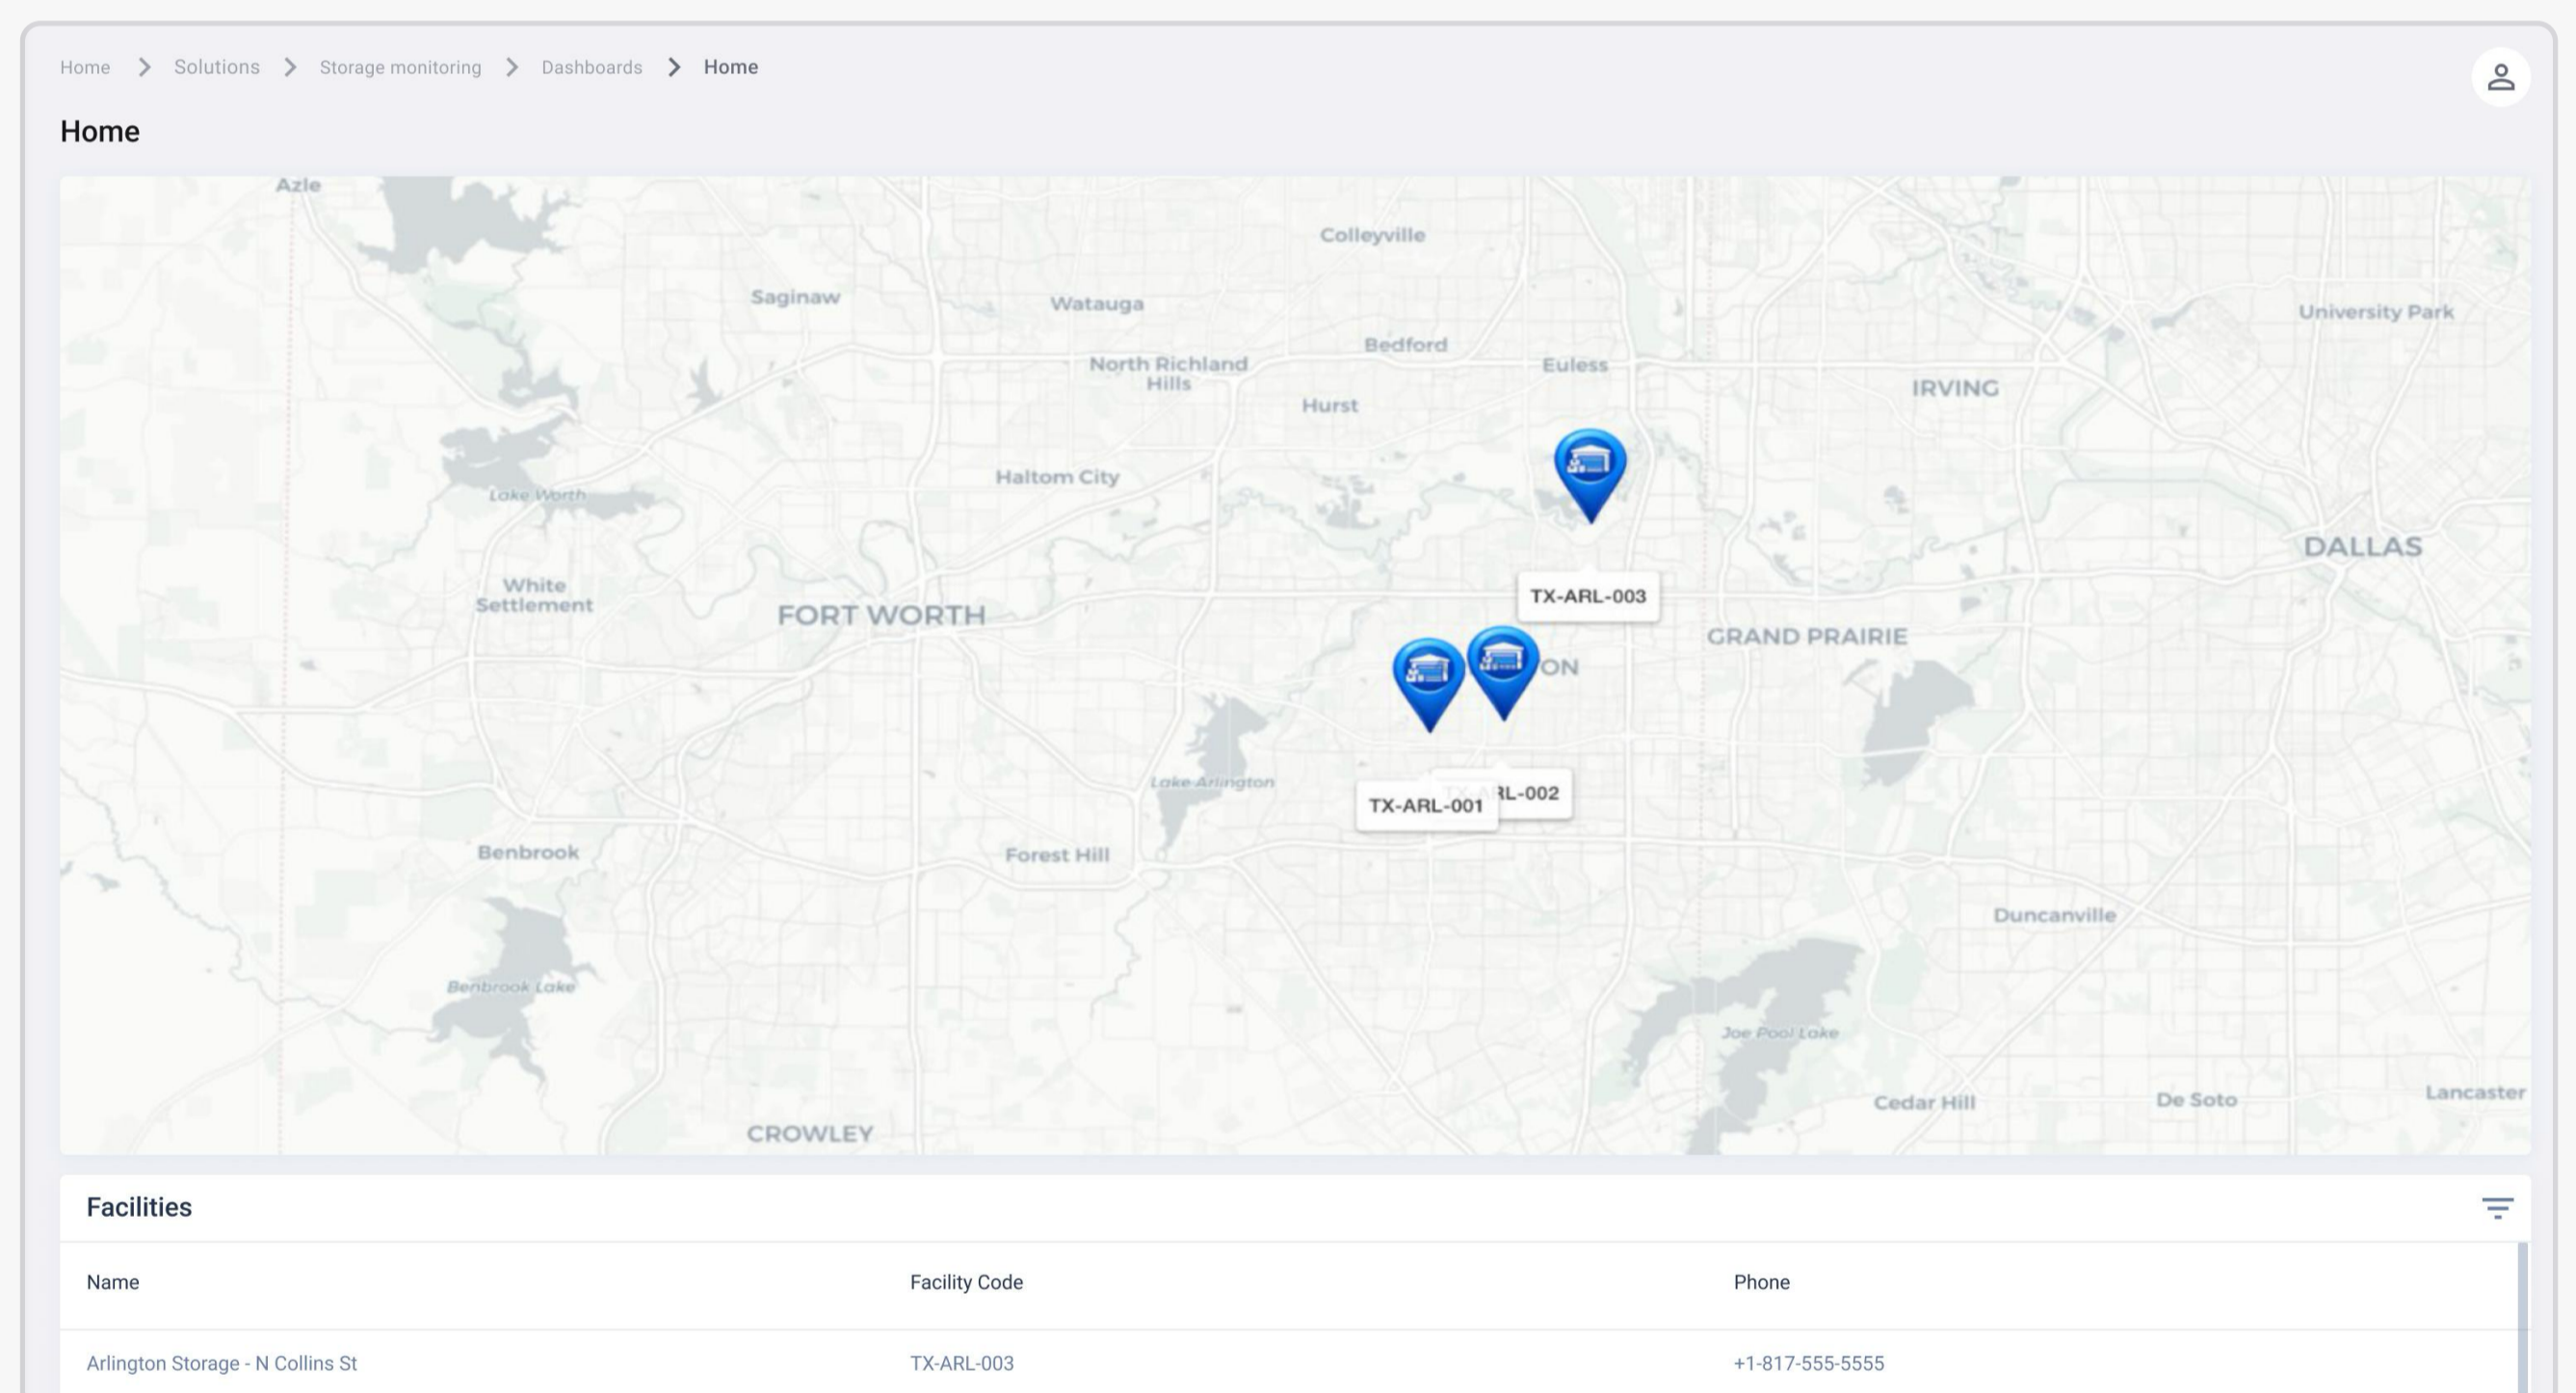 Home
Solutions
Storage monitoring
Dashboards
Home
Home
Azle
Colleyville
Saginaw
Watauga
University Park
Bedford
North Richland
Hills
Euless
IRVING
Hurst
Haltom City
Lake Worth
DALLAS
White
Settlement
FORT WORTH
TX-ARL-003
GRAND PRAIRIE
ON
Lake Arlington
TX-ARL-002
TX-ARL-001
Benbrook
Forest Hill
Duncanville
Benbrook Lake
Joe Pool Lake
Cedar Hill
De Soto
Lancaster
CROWLEY
Facilities
Name
Facility Code
Phone
Arlington Storage - N Collins St
TX-ARL-003
+1-817-555-5555